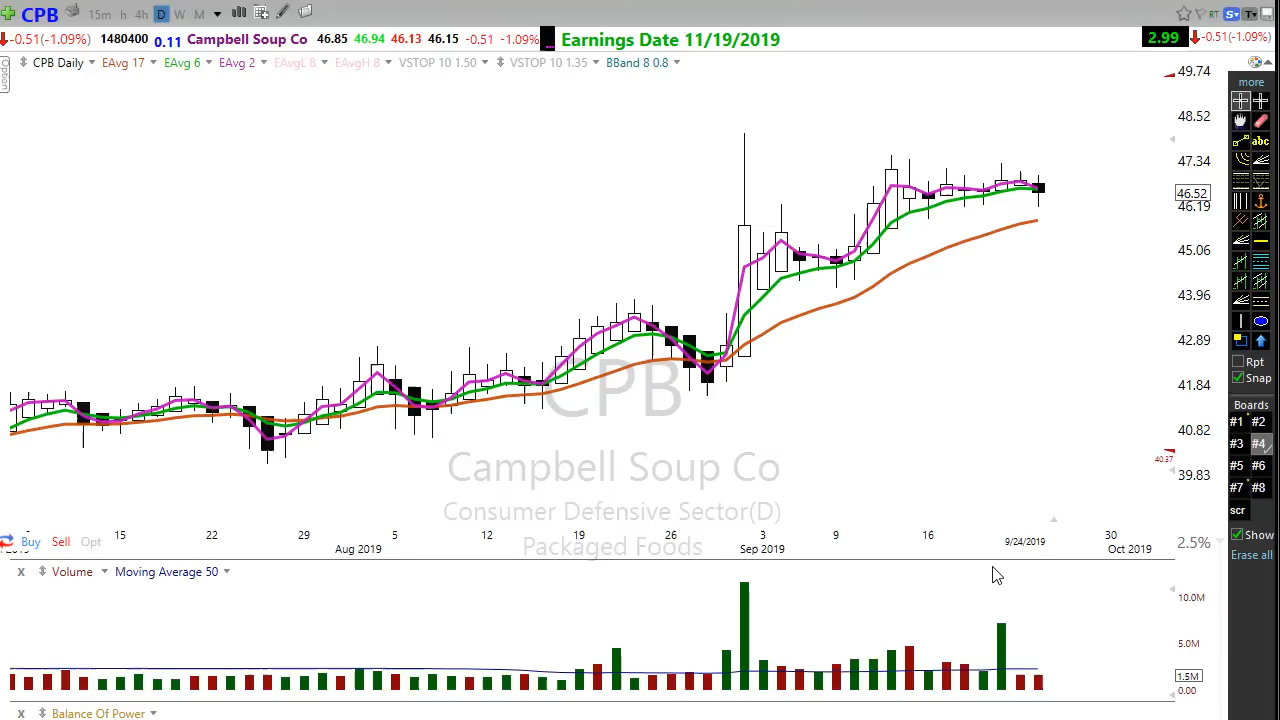 CPB 15m h 4h D W M RT S T
-0.51(-1.09%) 1480400 0.11 Campbell Soup Co 46.85 46.94 46.13 46.15 -0.51 -1.09% Earnings Date 11/19/2019 2.99 -0.51(-1.09%)
Option
CPB Daily EAvg 17 EAvg 6 EAvg 2 EAvgL 8 EAvgH 8 VSTOP 10 1.50 VSTOP 10 1.35 BBand 8 0.8
49.74
48.52
47.34
46.52
46.19
45.06
43.96
42.89
41.84
40.82
40.37
39.83
CPB
Campbell Soup Co
Consumer Defensive Sector(D)
Packaged Foods
15 22 29 5 12 19 26 3 9 16 9/24/2019 30
Aug 2019 Sep 2019 Oct 2019
Buy Sell Opt 2.5%
X Volume Moving Average 50
10.0M
5.0M
1.5M
0.00
X Balance Of Power
more
abc
Rpt
Snap
Boards
#1 #2
#3 #4
#5 #6
#7 #8
scr
Show
Erase all